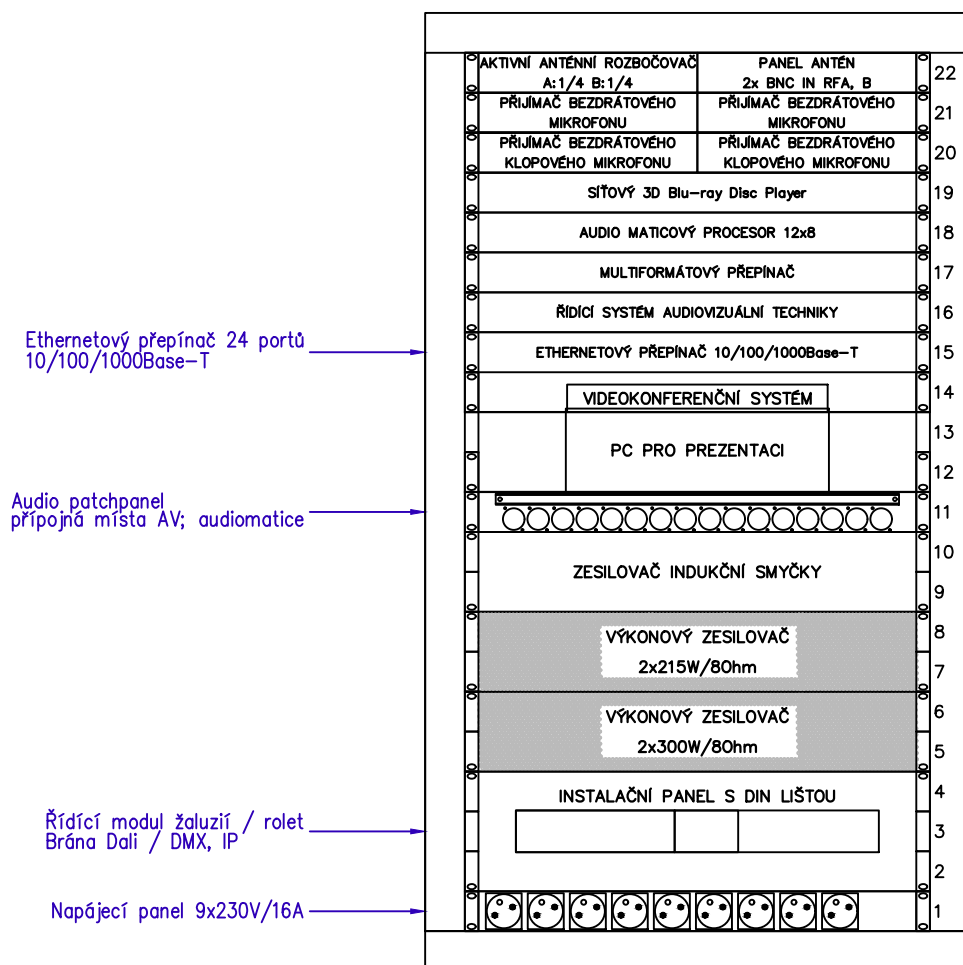 AKTIVNÍ ANTÉNNÍ ROZBOČOVAČ
A:1/4 B:1/4
PANEL ANTÉN
2x BNC IN RFA, B
22
PŘIJÍMAČ BEZDRÁTOVÉHO
MIKROFONU
PŘIJÍMAČ BEZDRÁTOVÉHO
MIKROFONU
21
PŘIJÍMAČ BEZDRÁTOVÉHO
KLOPOVÉHO MIKROFONU
PŘIJÍMAČ BEZDRÁTOVÉHO
KLOPOVÉHO MIKROFONU
20
SÍŤOVÝ 3D Blu-ray Disc Player
19
AUDIO MATICOVÝ PROCESOR 12x8
18
MULTIFORMÁTOVÝ PŘEPÍNAČ
17
ŘÍDÍCÍ SYSTÉM AUDIOVIZUÁLNÍ TECHNIKY
16
Ethernetový přepínač 24 portů
10/100/1000Base-T
ETHERNETOVÝ PŘEPÍNAČ 10/100/1000Base-T
15
VIDEOKONFERENČNÍ SYSTÉM
14
PC PRO PREZENTACI
13
12
Audio patchpanel
přípojná místa AV; audiomatice
11
ZESILOVAČ INDUKČNÍ SMYČKY
10
9
VÝKONOVÝ ZESILOVAČ
2x215W/8Ohm
8
7
VÝKONOVÝ ZESILOVAČ
2x300W/8Ohm
6
5
INSTALAČNÍ PANEL S DIN LIŠTOU
4
Řídící modul žaluzií / rolet
Brána Dali / DMX, IP
3
2
Napájecí panel 9x230V/16A
1